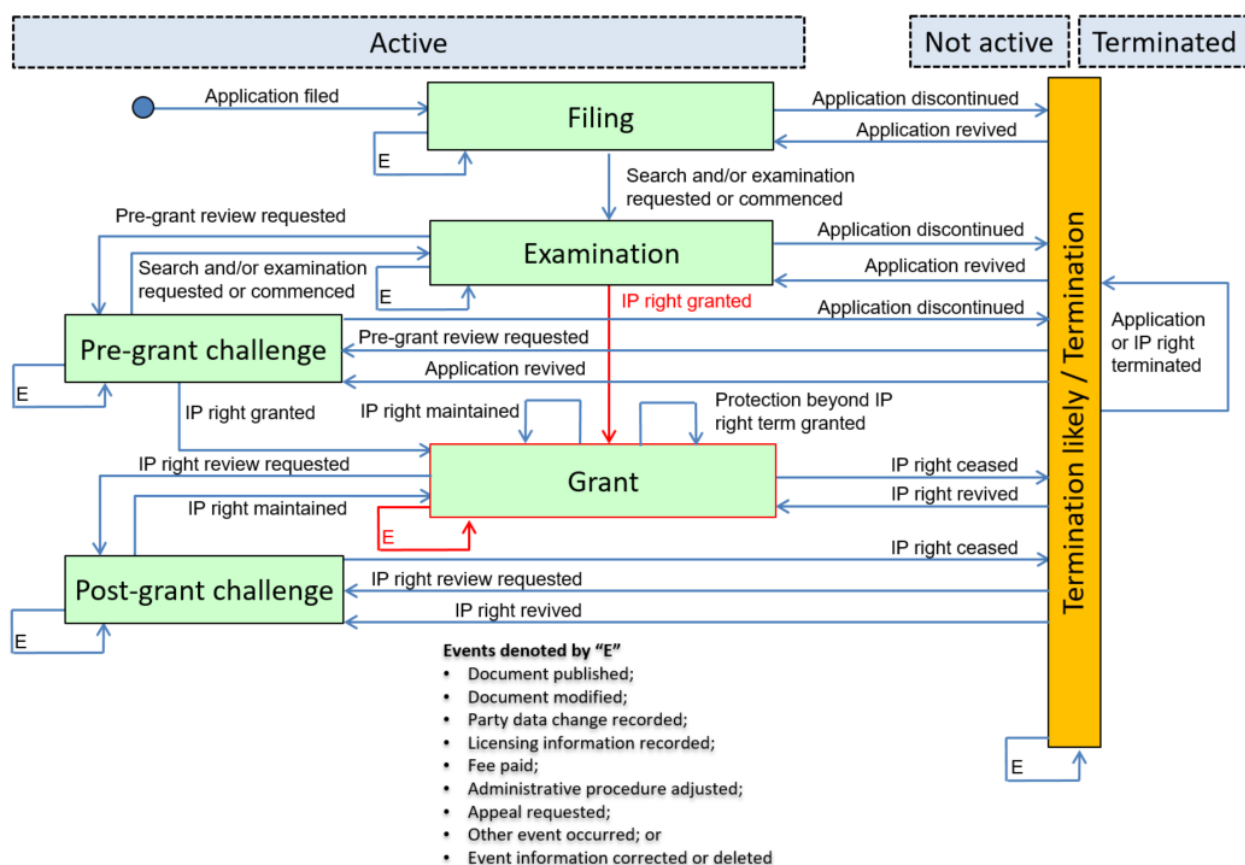 Active
Not active
Terminated
Application filed
Filing
Application discontinued
Application revived
E
Search and/or examination
requested or commenced
Pre-grant review requested
Examination
Application discontinued
Application revived
Search and/or examination
requested or commenced
E
IP right granted
Application discontinued
Pre-grant challenge
Pre-grant review requested
Application revived
E
Application
or IP right
terminated
Termination likely / Termination
IP right granted
IP right maintained
Protection beyond IP
right term granted
IP right review requested
Grant
IP right ceased
IP right revived
IP right maintained
E
IP right ceased
Post-grant challenge
IP right review requested
IP right revived
E
Events denoted by “E”
• Document published;
• Document modified;
• Party data change recorded;
• Licensing information recorded;
• Fee paid;
• Administrative procedure adjusted;
• Appeal requested;
• Other event occurred; or
• Event information corrected or deleted
E